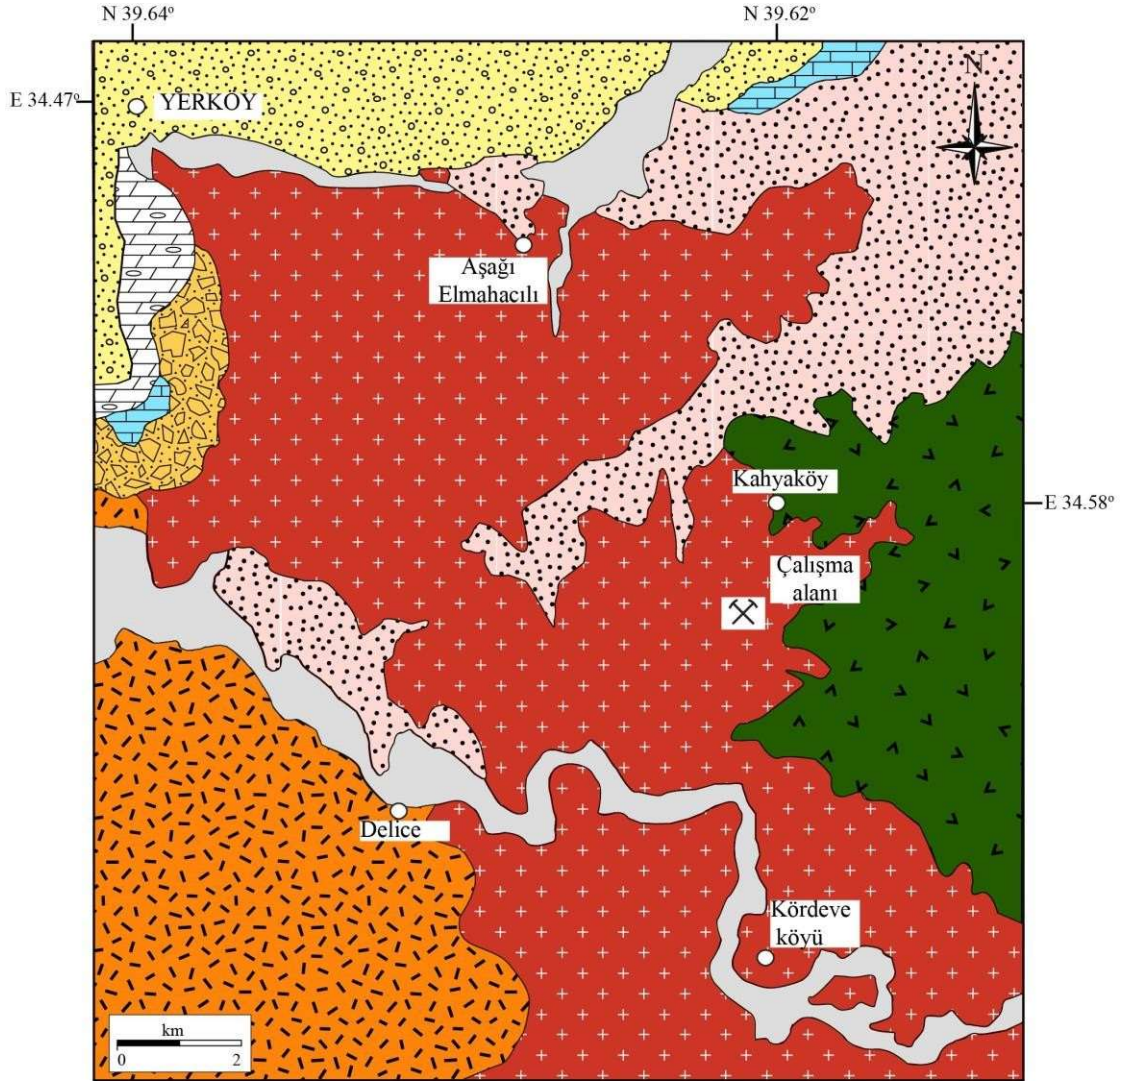 N 39.64º
N 39.62º
E 34.47º
YERKÖY
N
Aşağı
Elmahacılı
Kahyaköy
E 34.58º
Çalışma
alanı
Delice
Kördeve
köyü
km
0
2